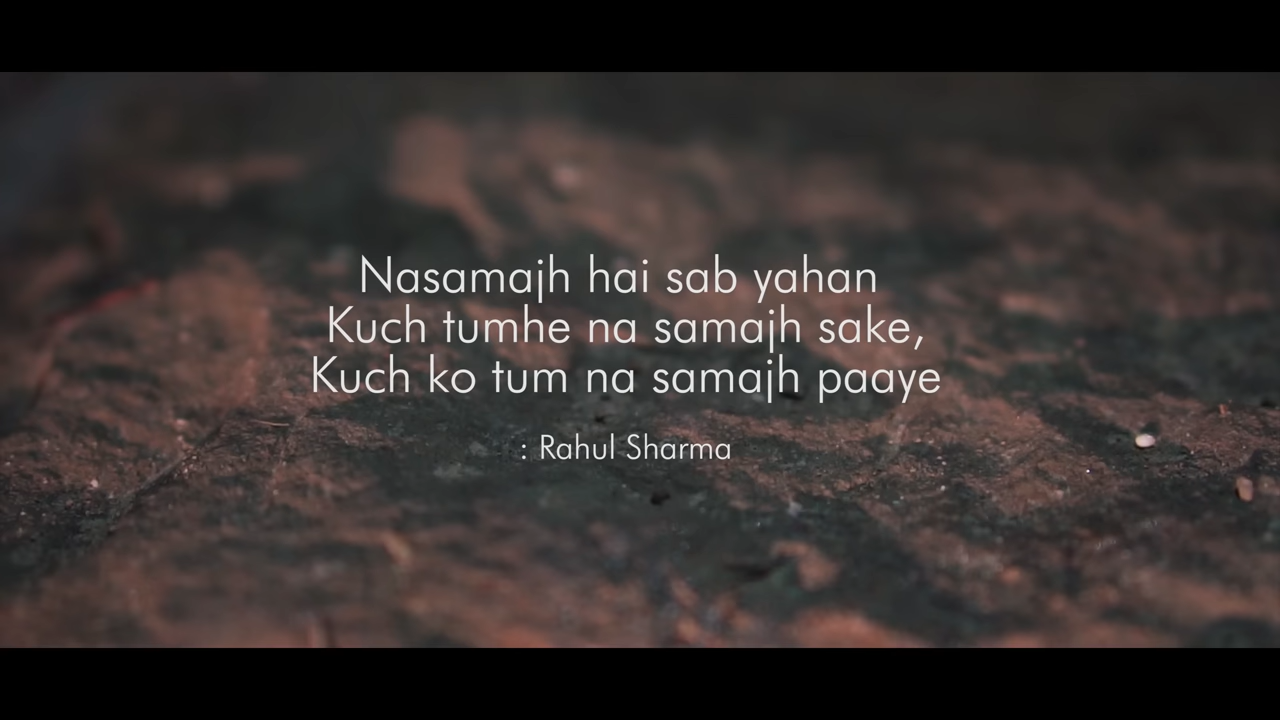 Nasamajh hai sab yahan
Kuch tumhe na samajh sake,
Kuch ko tum na samajh paaye
: Rahul Sharma